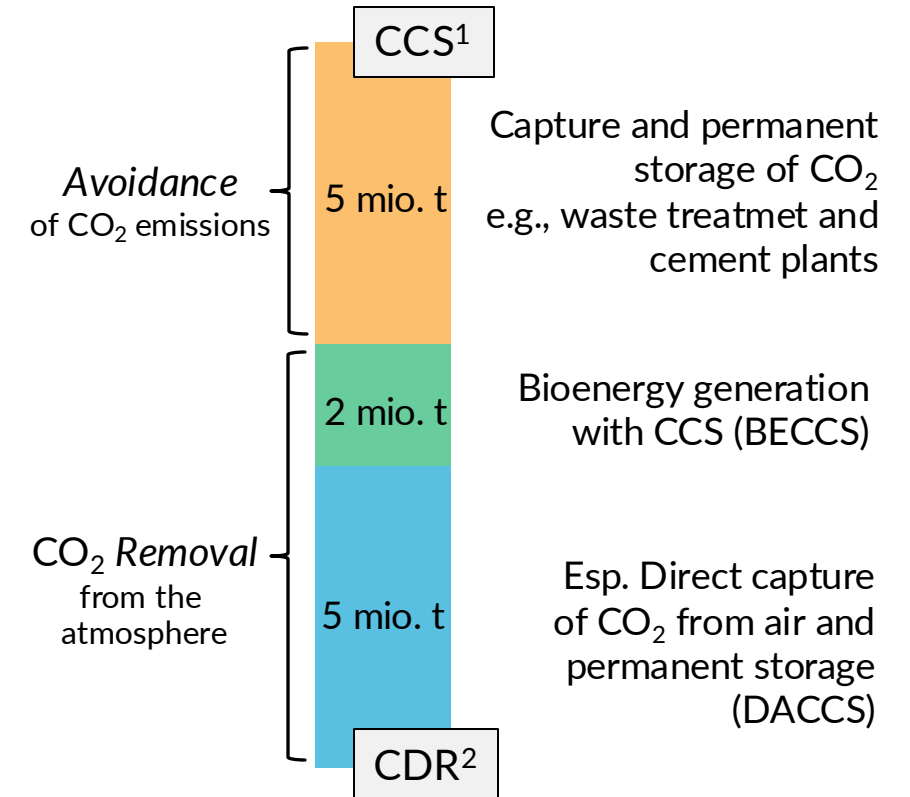 CCS¹
Avoidance
of CO₂ emissions
5 mio. t
Capture and permanent
storage of CO₂
e.g., waste treatmet and
cement plants
2 mio. t
Bioenergy generation
with CCS (BECCS)
CO₂ Removal
from the
atmosphere
5 mio. t
Esp. Direct capture
of CO₂ from air and
permanent storage
(DACCS)
CDR²